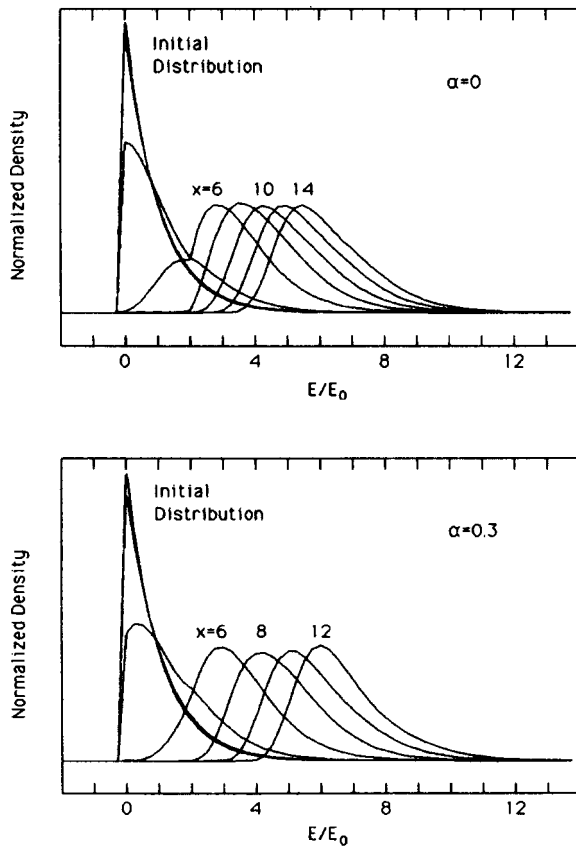 Initial
Distribution
α=0
Normalized Density
x=6 10 14
0 4 8 12
E/E₀
Initial
Distribution
α=0.3
Normalized Density
x=6 8 12
0 4 8 12
E/E₀